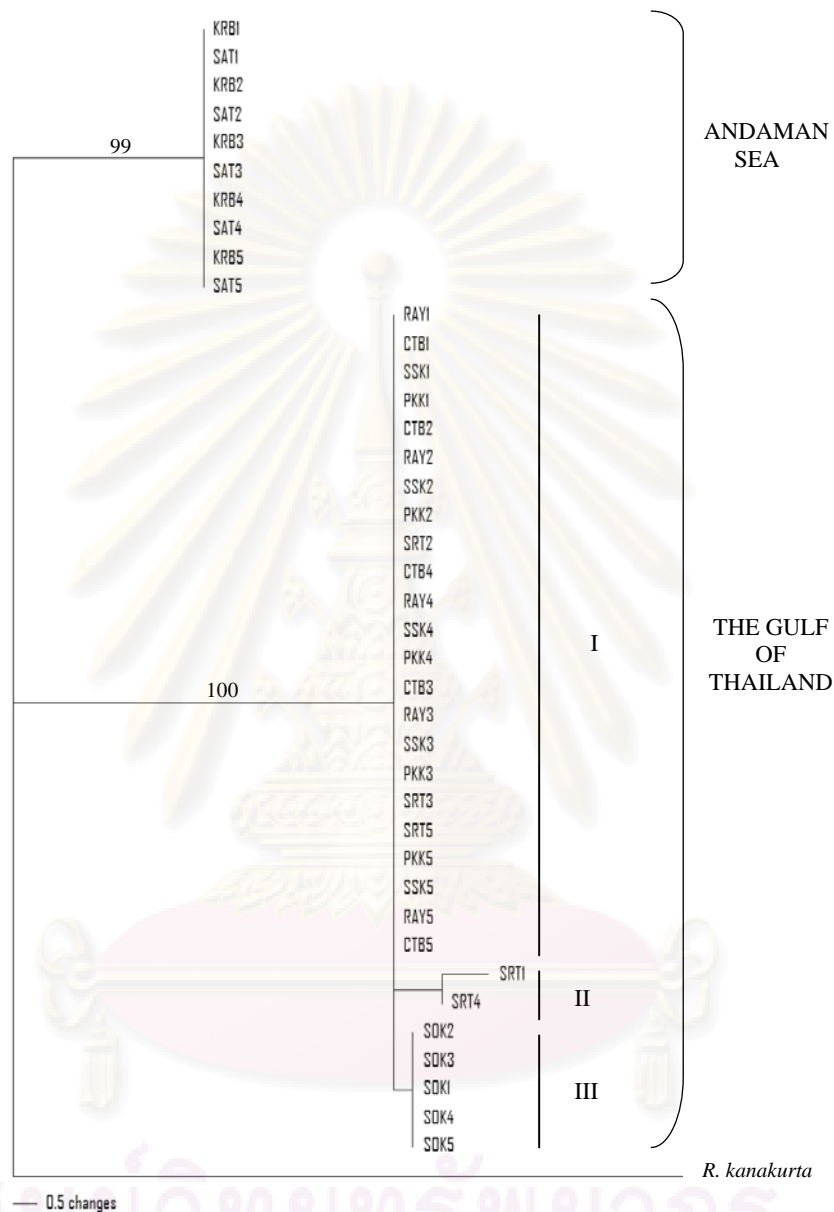 KRB1
SAT1
KRB2
SAT2
KRB3
99
SAT3
KRB4
SAT4
KRB5
SAT5
ANDAMAN
SEA
RAY1
CTB1
SSK1
PKK1
CTB2
RAY2
SSK2
PKK2
SRT2
CTB4
RAY4
SSK4
PKK4
CTB3
100
RAY3
SSK3
PKK3
SRT3
SRT5
PKK5
SSK5
RAY5
CTB5
I
THE GULF
OF
THAILAND
SRT1
SRT4
II
SOK2
SOK3
SOK1
SOK4
SOK5
III
R. kanakurta
0.5 changes